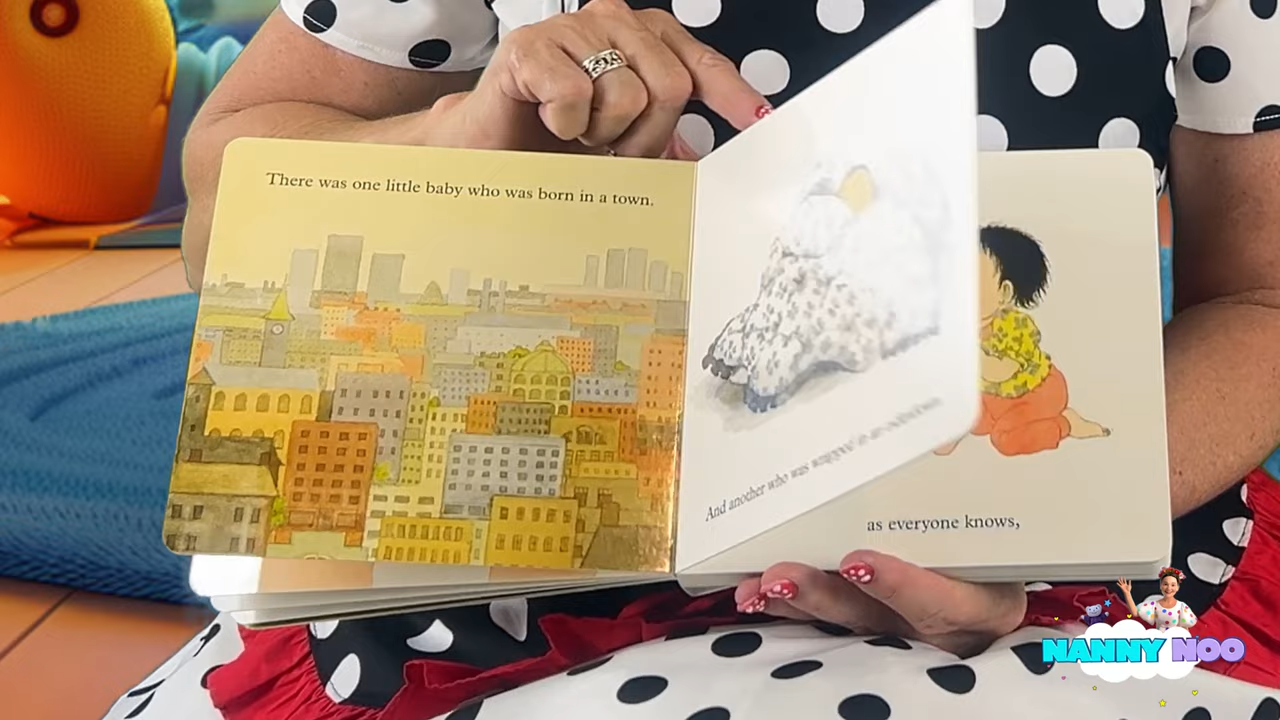 There was one little baby who was born in a town.
And another who was wrapped in an eiderdown,
as everyone knows,
NANNY NOO